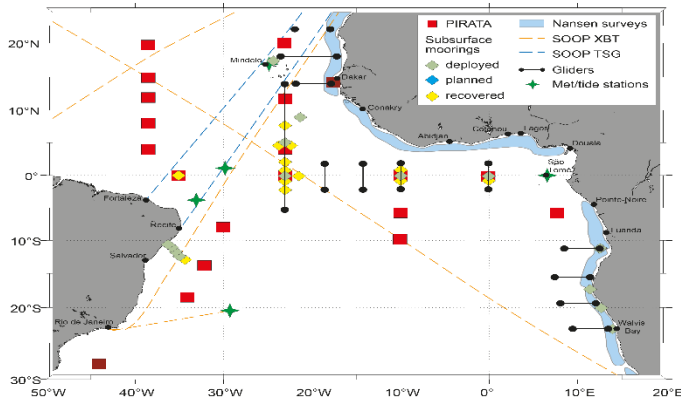 20°N
10°N
0°
10°S
20°S
30°S
50°W
40°W
30°W
20°W
10°W
0°
10°E
20°E
PIRATA
Subsurface
moorings
deployed
planned
recovered
Nansen surveys
SOOP XBT
SOOP TSG
Gliders
Met/tide stations
Mindelo
Dakar
Conakry
Abidjan
Cotonou
Lagos
Douala
São
Tomé
Pointe-Noire
Luanda
Walvis
Bay
Fortaleza
Recife
Salvador
Rio de Janeiro